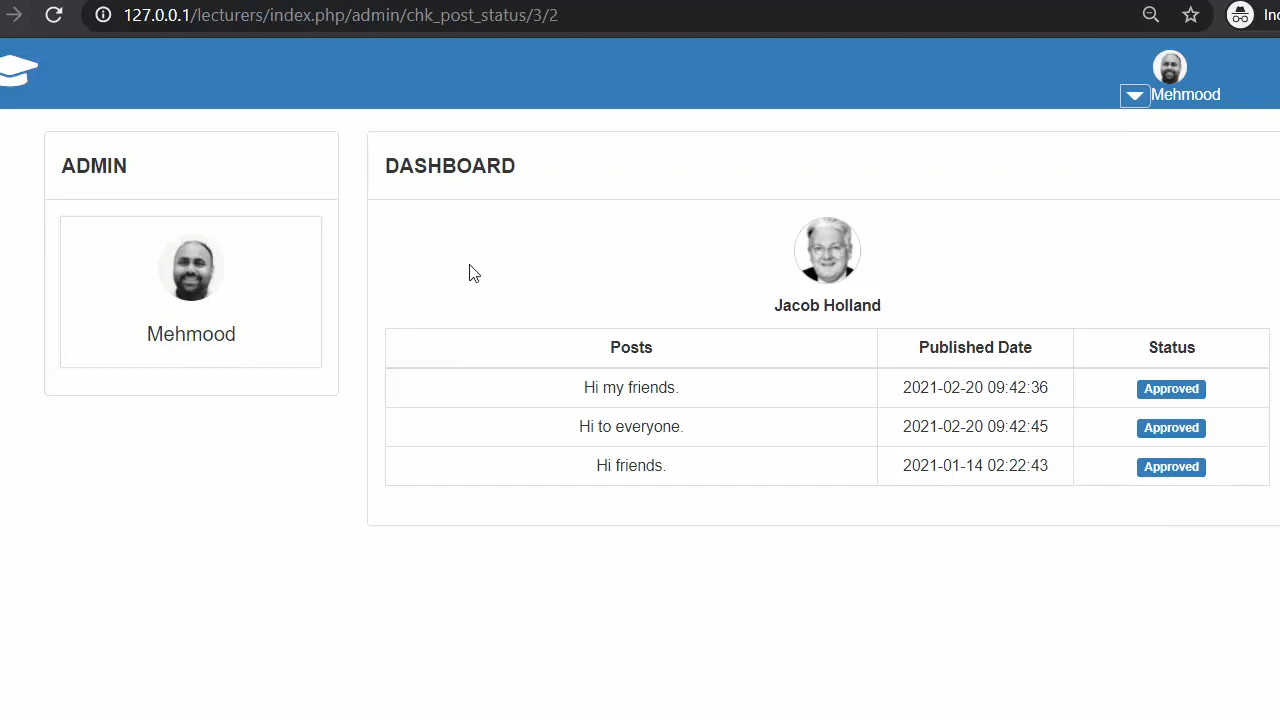 127.0.0.1/lecturers/index.php/admin/chk_post_status/3/2
Mehmood
ADMIN
Mehmood
DASHBOARD
Jacob Holland
Posts Published Date Status
Hi my friends. 2021-02-20 09:42:36 Approved
Hi to everyone. 2021-02-20 09:42:45 Approved
Hi friends. 2021-01-14 02:22:43 Approved